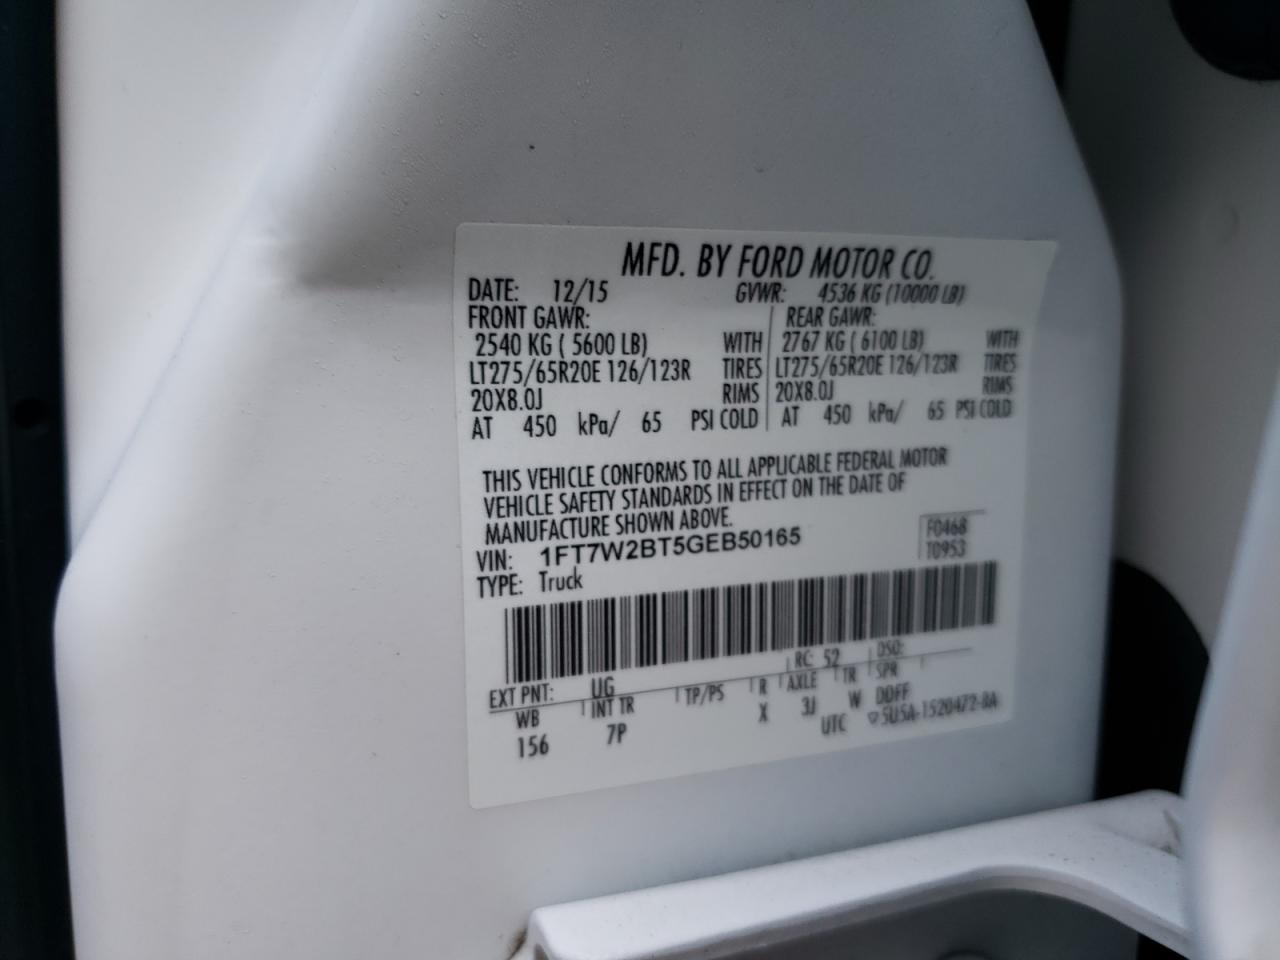 MFD. BY FORD MOTOR CO.
DATE: 12/15 GVWR: 4536 KG (10000 LB)
FRONT GAWR: REAR GAWR:
2540 KG ( 5600 LB) WITH 2767 KG ( 6100 LB) WITH
LT275/65R20E 126/123R TIRES LT275/65R20E 126/123R TIRES
20X8.0J RIMS 20X8.0J RIMS
AT 450 kPa/ 65 PSI COLD AT 450 kPa/ 65 PSI COLD
THIS VEHICLE CONFORMS TO ALL APPLICABLE FEDERAL MOTOR
VEHICLE SAFETY STANDARDS IN EFFECT ON THE DATE OF
MANUFACTURE SHOWN ABOVE.
VIN: 1FT7W2BT5GEB50165 F0468
TYPE: Truck T0953
EXT PNT: UG RC: 52 DSO:
WB INT TR TP/PS R AXLE TR SPR
156 7P X 3J W DDFF
UTC ▽5U5A-1520472-BA